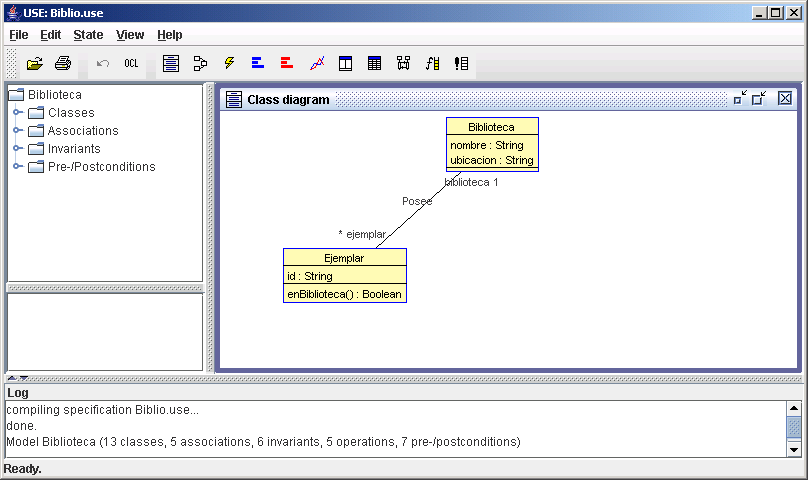 USE: Biblio.use
File Edit State View Help
OCL
Biblioteca
Classes
Associations
Invariants
Pre-/Postconditions
Class diagram
Biblioteca
nombre : String
ubicacion : String
biblioteca 1
Posee
* ejemplar
Ejemplar
id : String
enBiblioteca() : Boolean
Log
compiling specification Biblio.use...
done.
Model Biblioteca (13 classes, 5 associations, 6 invariants, 5 operations, 7 pre-/postconditions)
Ready.